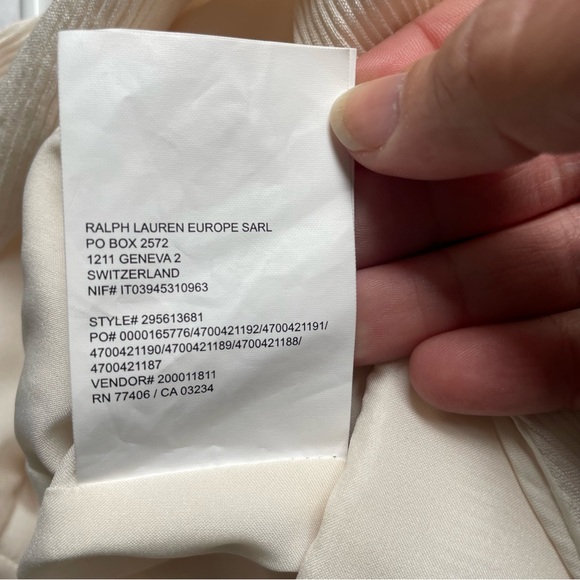 RALPH LAUREN EUROPE SARL
PO BOX 2572
1211 GENEVA 2
SWITZERLAND
NIF# IT03945310963
STYLE# 295613681
PO# 0000165776/4700421192/4700421191/
4700421190/4700421189/4700421188/
4700421187
VENDOR# 200011811
RN 77406 / CA 03234